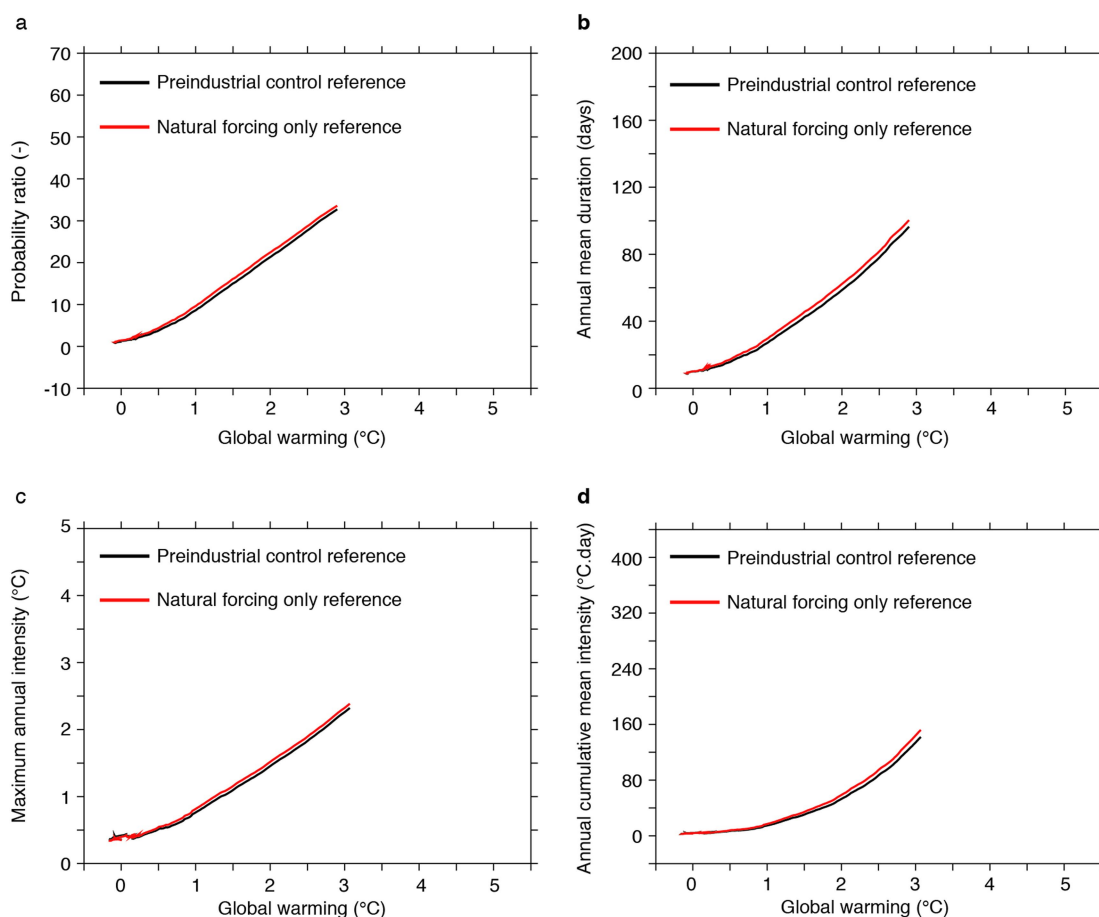 a
Probability ratio (-)
70
60
50
40
30
20
10
0
-10
Preindustrial control reference
Natural forcing only reference
0 1 2 3 4 5
Global warming (°C)
b
Annual mean duration (days)
200
160
120
80
40
0
Preindustrial control reference
Natural forcing only reference
0 1 2 3 4 5
Global warming (°C)
c
Maximum annual intensity (°C)
5
4
3
2
1
0
Preindustrial control reference
Natural forcing only reference
0 1 2 3 4 5
Global warming (°C)
d
Annual cumulative mean intensity (°C.day)
400
320
240
160
80
0
Preindustrial control reference
Natural forcing only reference
0 1 2 3 4 5
Global warming (°C)